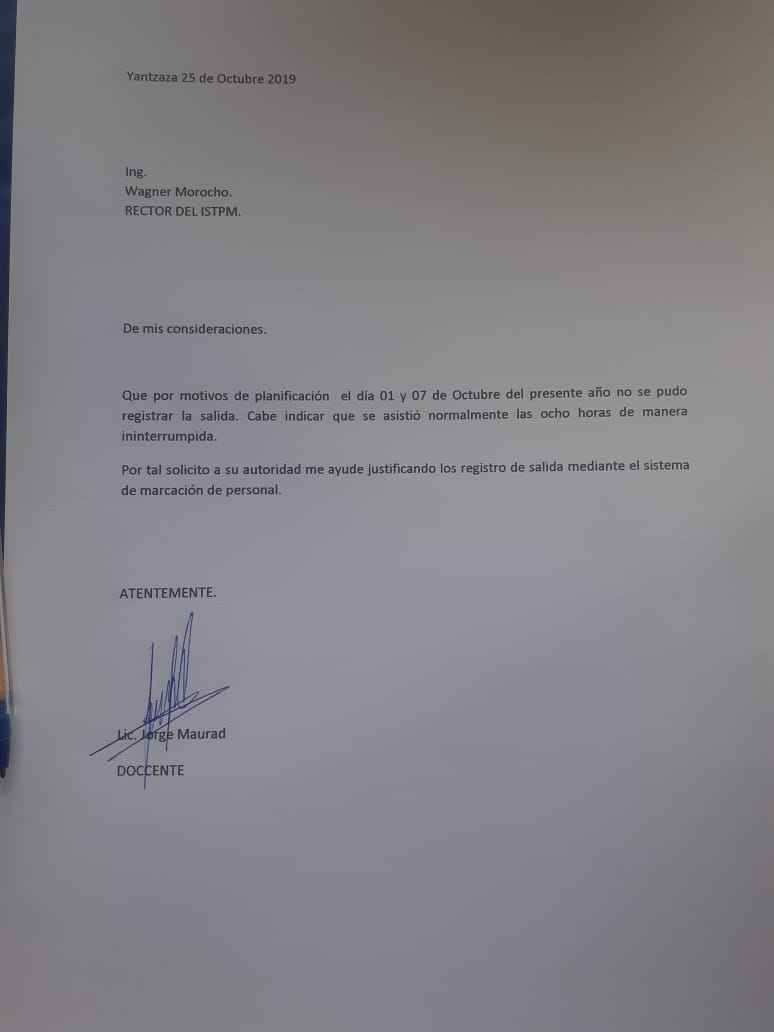 Yantzaza 25 de Octubre 2019
Ing.
Wagner Morocho.
RECTOR DEL ISTPM.
De mis consideraciones.
Que por motivos de planificación el día 01 y 07 de Octubre del presente año no se pudo
registrar la salida. Cabe indicar que se asistió normalmente las ocho horas de manera
ininterrumpida.
Por tal solicito a su autoridad me ayude justificando los registro de salida mediante el sistema
de marcación de personal.
ATENTEMENTE.
Lic. Jorge Maurad
DOCCENTE